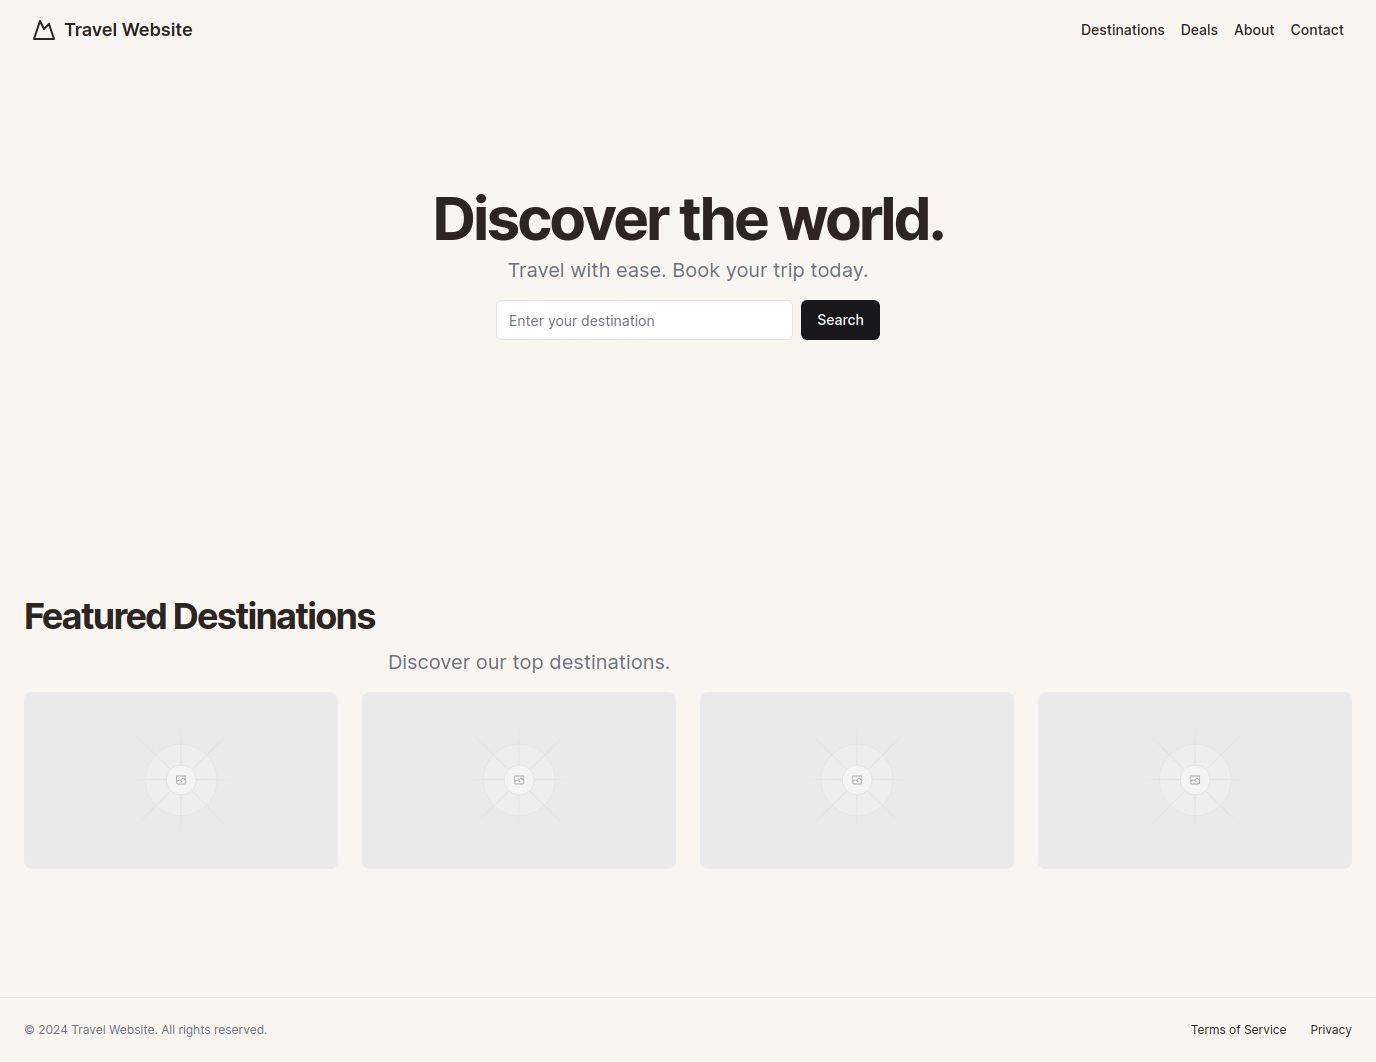 Travel Website
Destinations Deals About Contact
Discover the world.
Travel with ease. Book your trip today.
Enter your destination
Search
Featured Destinations
Discover our top destinations.
© 2024 Travel Website. All rights reserved.
Terms of Service Privacy